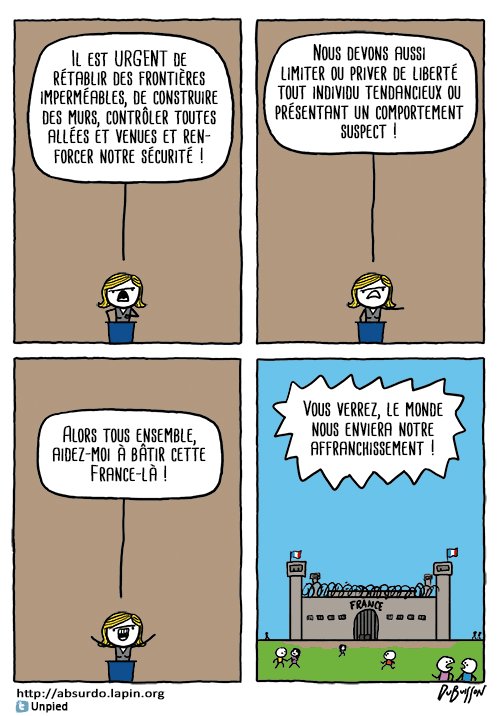 IL EST URGENT DE
RÉTABLIR DES FRONTIÈRES
IMPERMÉABLES, DE CONSTRUIRE
DES MURS, CONTRÔLER TOUTES
ALLÉES ET VENUES ET REN-
FORCER NOTRE SÉCURITÉ !
NOUS DEVONS AUSSI
LIMITER OU PRIVER DE LIBERTÉ
TOUT INDIVIDU TENDANCIEUX OU
PRÉSENTANT UN COMPORTEMENT
SUSPECT !
ALORS TOUS ENSEMBLE,
AIDEZ-MOI À BÂTIR CETTE
FRANCE-LÀ !
VOUS VERREZ, LE MONDE
NOUS ENVIERA NOTRE
AFFRANCHISSEMENT !
FRANCE
DUBUISSON
http://absurdo.lapin.org
Unpied